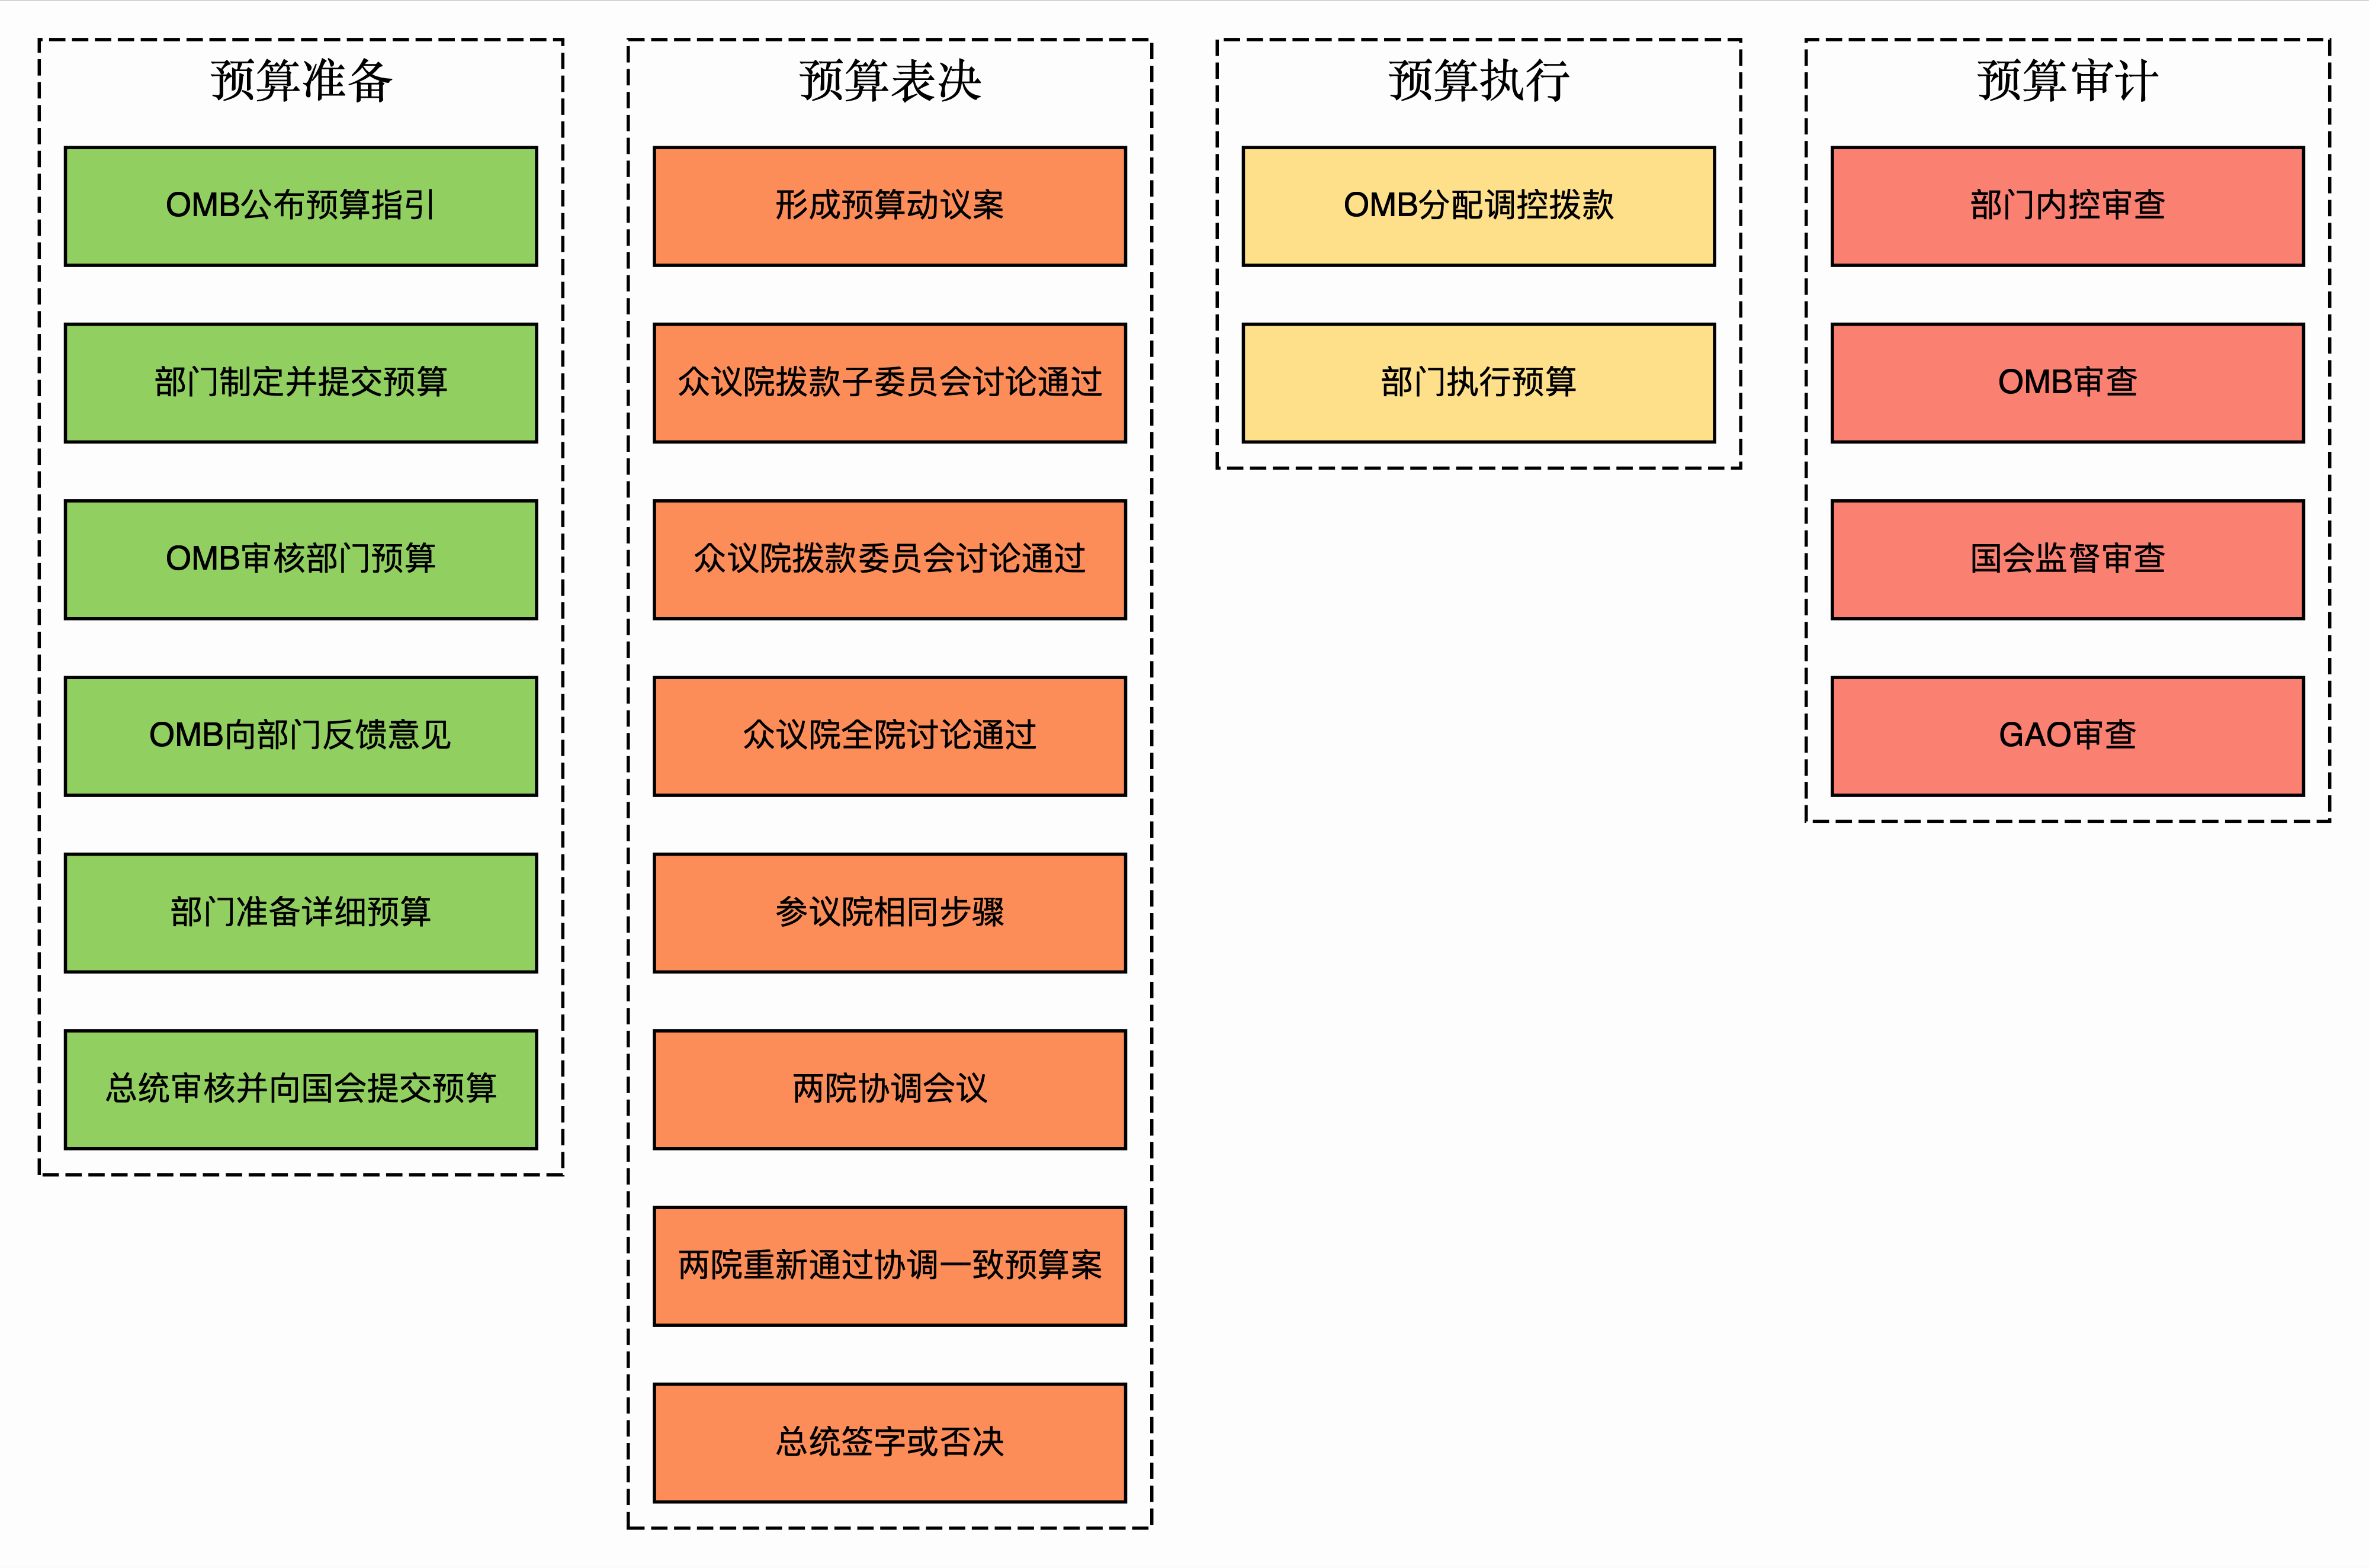 预算准备
OMB公布预算指引
部门制定并提交预算
OMB审核部门预算
OMB向部门反馈意见
部门准备详细预算
总统审核并向国会提交预算
预算表决
形成预算动议案
众议院拨款子委员会讨论通过
众议院拨款委员会讨论通过
众议院全院讨论通过
参议院相同步骤
两院协调会议
两院重新通过协调一致预算案
总统签字或否决
预算执行
OMB分配调控拨款
部门执行预算
预算审计
部门内控审查
OMB审查
国会监督审查
GAO审查